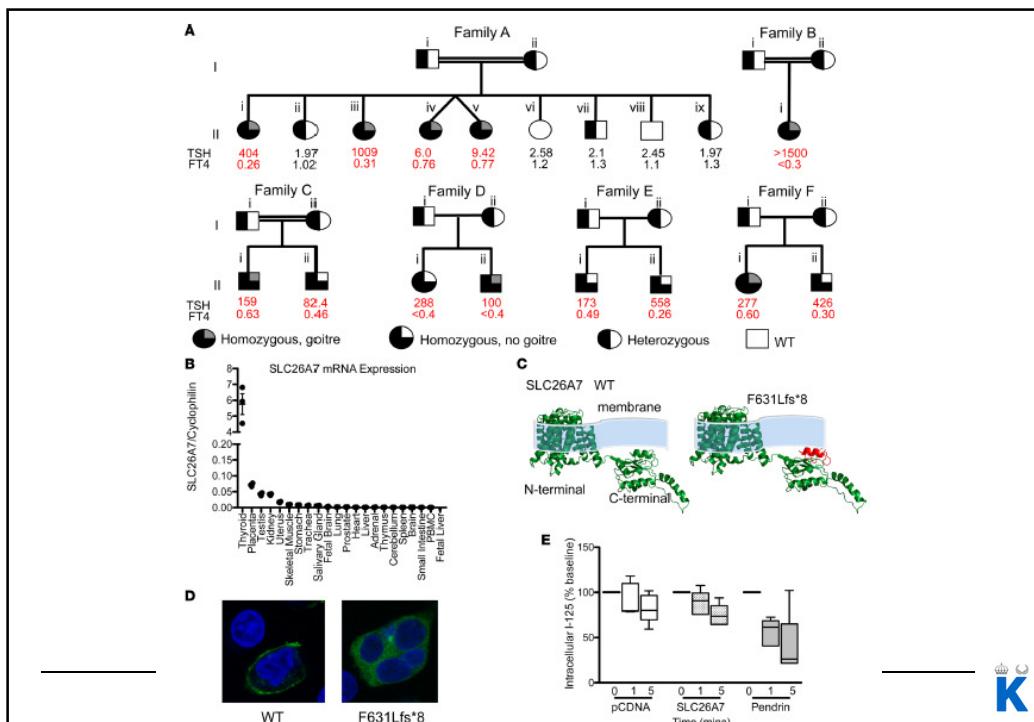 A
Family A
Family B
i
ii
i
ii
I
i
ii
iii
iv
v
vi
vii
viii
ix
i
II
TSH
404
1.97
1009
6.0
9.42
2.58
2.1
2.45
1.97
>1500
FT4
0.26
1.02
0.31
0.76
0.77
1.2
1.3
1.1
1.3
<0.3
Family C
Family D
Family E
Family F
i
ii
i
ii
i
ii
i
ii
I
i
ii
i
ii
i
ii
i
ii
II
TSH
159
82.4
288
100
173
558
277
426
FT4
0.63
0.46
<0.4
<0.4
0.49
0.26
0.60
0.30
Homozygous, goitre
Homozygous, no goitre
Heterozygous
WT
B
SLC26A7 mRNA Expression
SLC26A7/Cyclophilin
8
7
6
5
4
0.20
0.15
0.10
0.05
0.00
Thyroid
Placenta
Testis
Kidney
Uterus
Skeletal Muscle
Stomach
Trachea
Salivary Gland
Fetal Brain
Lung
Prostate
Heart
Liver
Adrenal
Thymus
Cerebellum
Spleen
Brain
Small Intestine
PBMC
Fetal Liver
C
SLC26A7 WT
F631Lfs*8
membrane
N-terminal
C-terminal
D
WT
F631Lfs*8
E
Intracellular I-125 (% baseline)
150
100
50
0
0 1 5
0 1 5
0 1 5
pCDNA
SLC26A7
Pendrin
Time (mins)
K